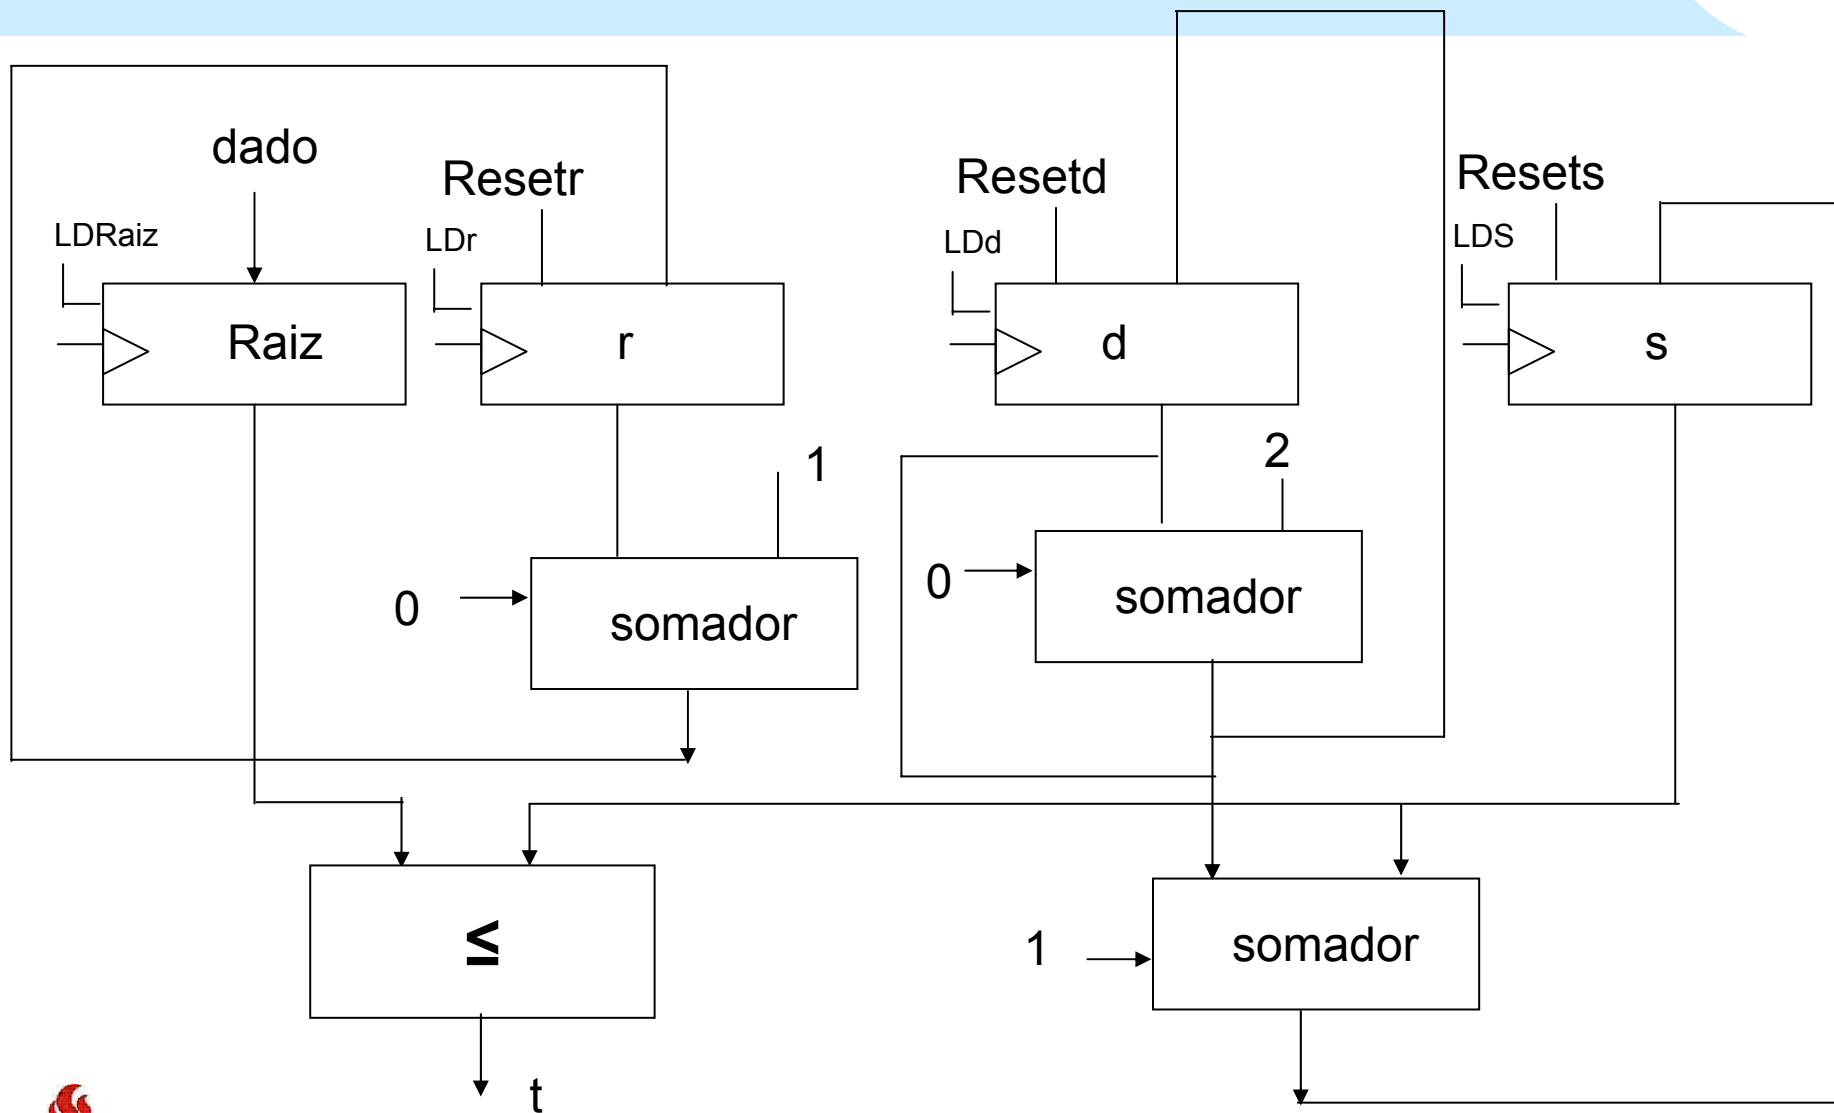 dado
Resetr
Resetd
Resets
LDRaiz
LDr
LDd
LDS
Raiz
r
d
s
1
2
0
somador
0
somador
≤
1
somador
t